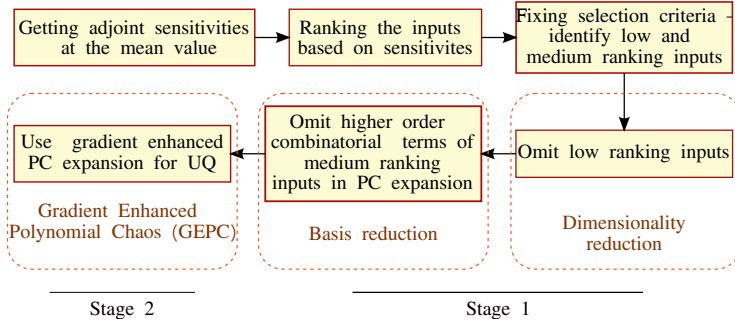 Getting adjoint sensitivities
at the mean value
Ranking the inputs
based on sensitivites
Fixing selection criteria -
identify low and
medium ranking inputs
Use gradient enhanced
PC expansion for UQ
Omit higher order
combinatorial terms of
medium ranking
inputs in PC expansion
Omit low ranking inputs
Gradient Enhanced
Polynomial Chaos (GEPC)
Basis reduction
Dimensionality
reduction
Stage 2
Stage 1